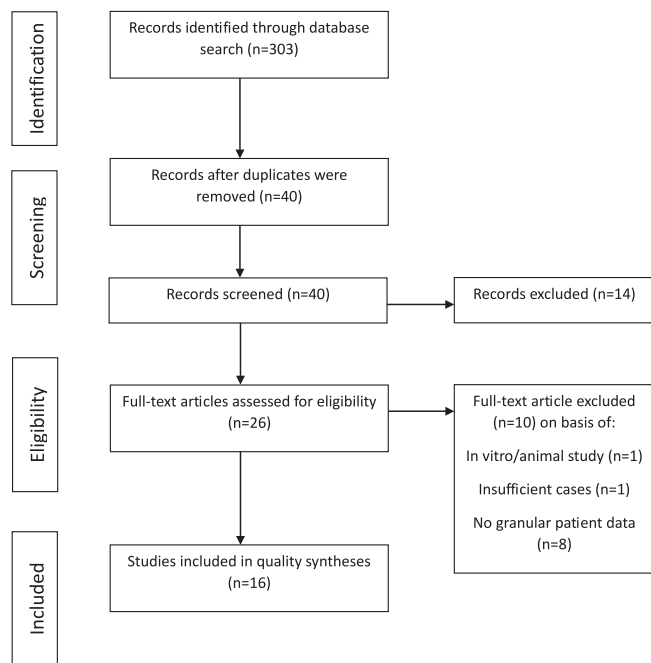 Identification
Records identified through database
search (n=303)
Screening
Records after duplicates were
removed (n=40)
Records screened (n=40)
Records excluded (n=14)
Eligibility
Full-text articles assessed for eligibility
(n=26)
Full-text article excluded
(n=10) on basis of:
In vitro/animal study (n=1)
Insufficient cases (n=1)
No granular patient data
(n=8)
Included
Studies included in quality syntheses
(n=16)